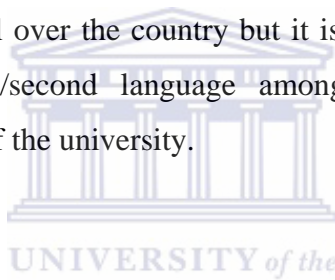 l over the country but it is
/second language among
f the university.
UNIVERSITY of the